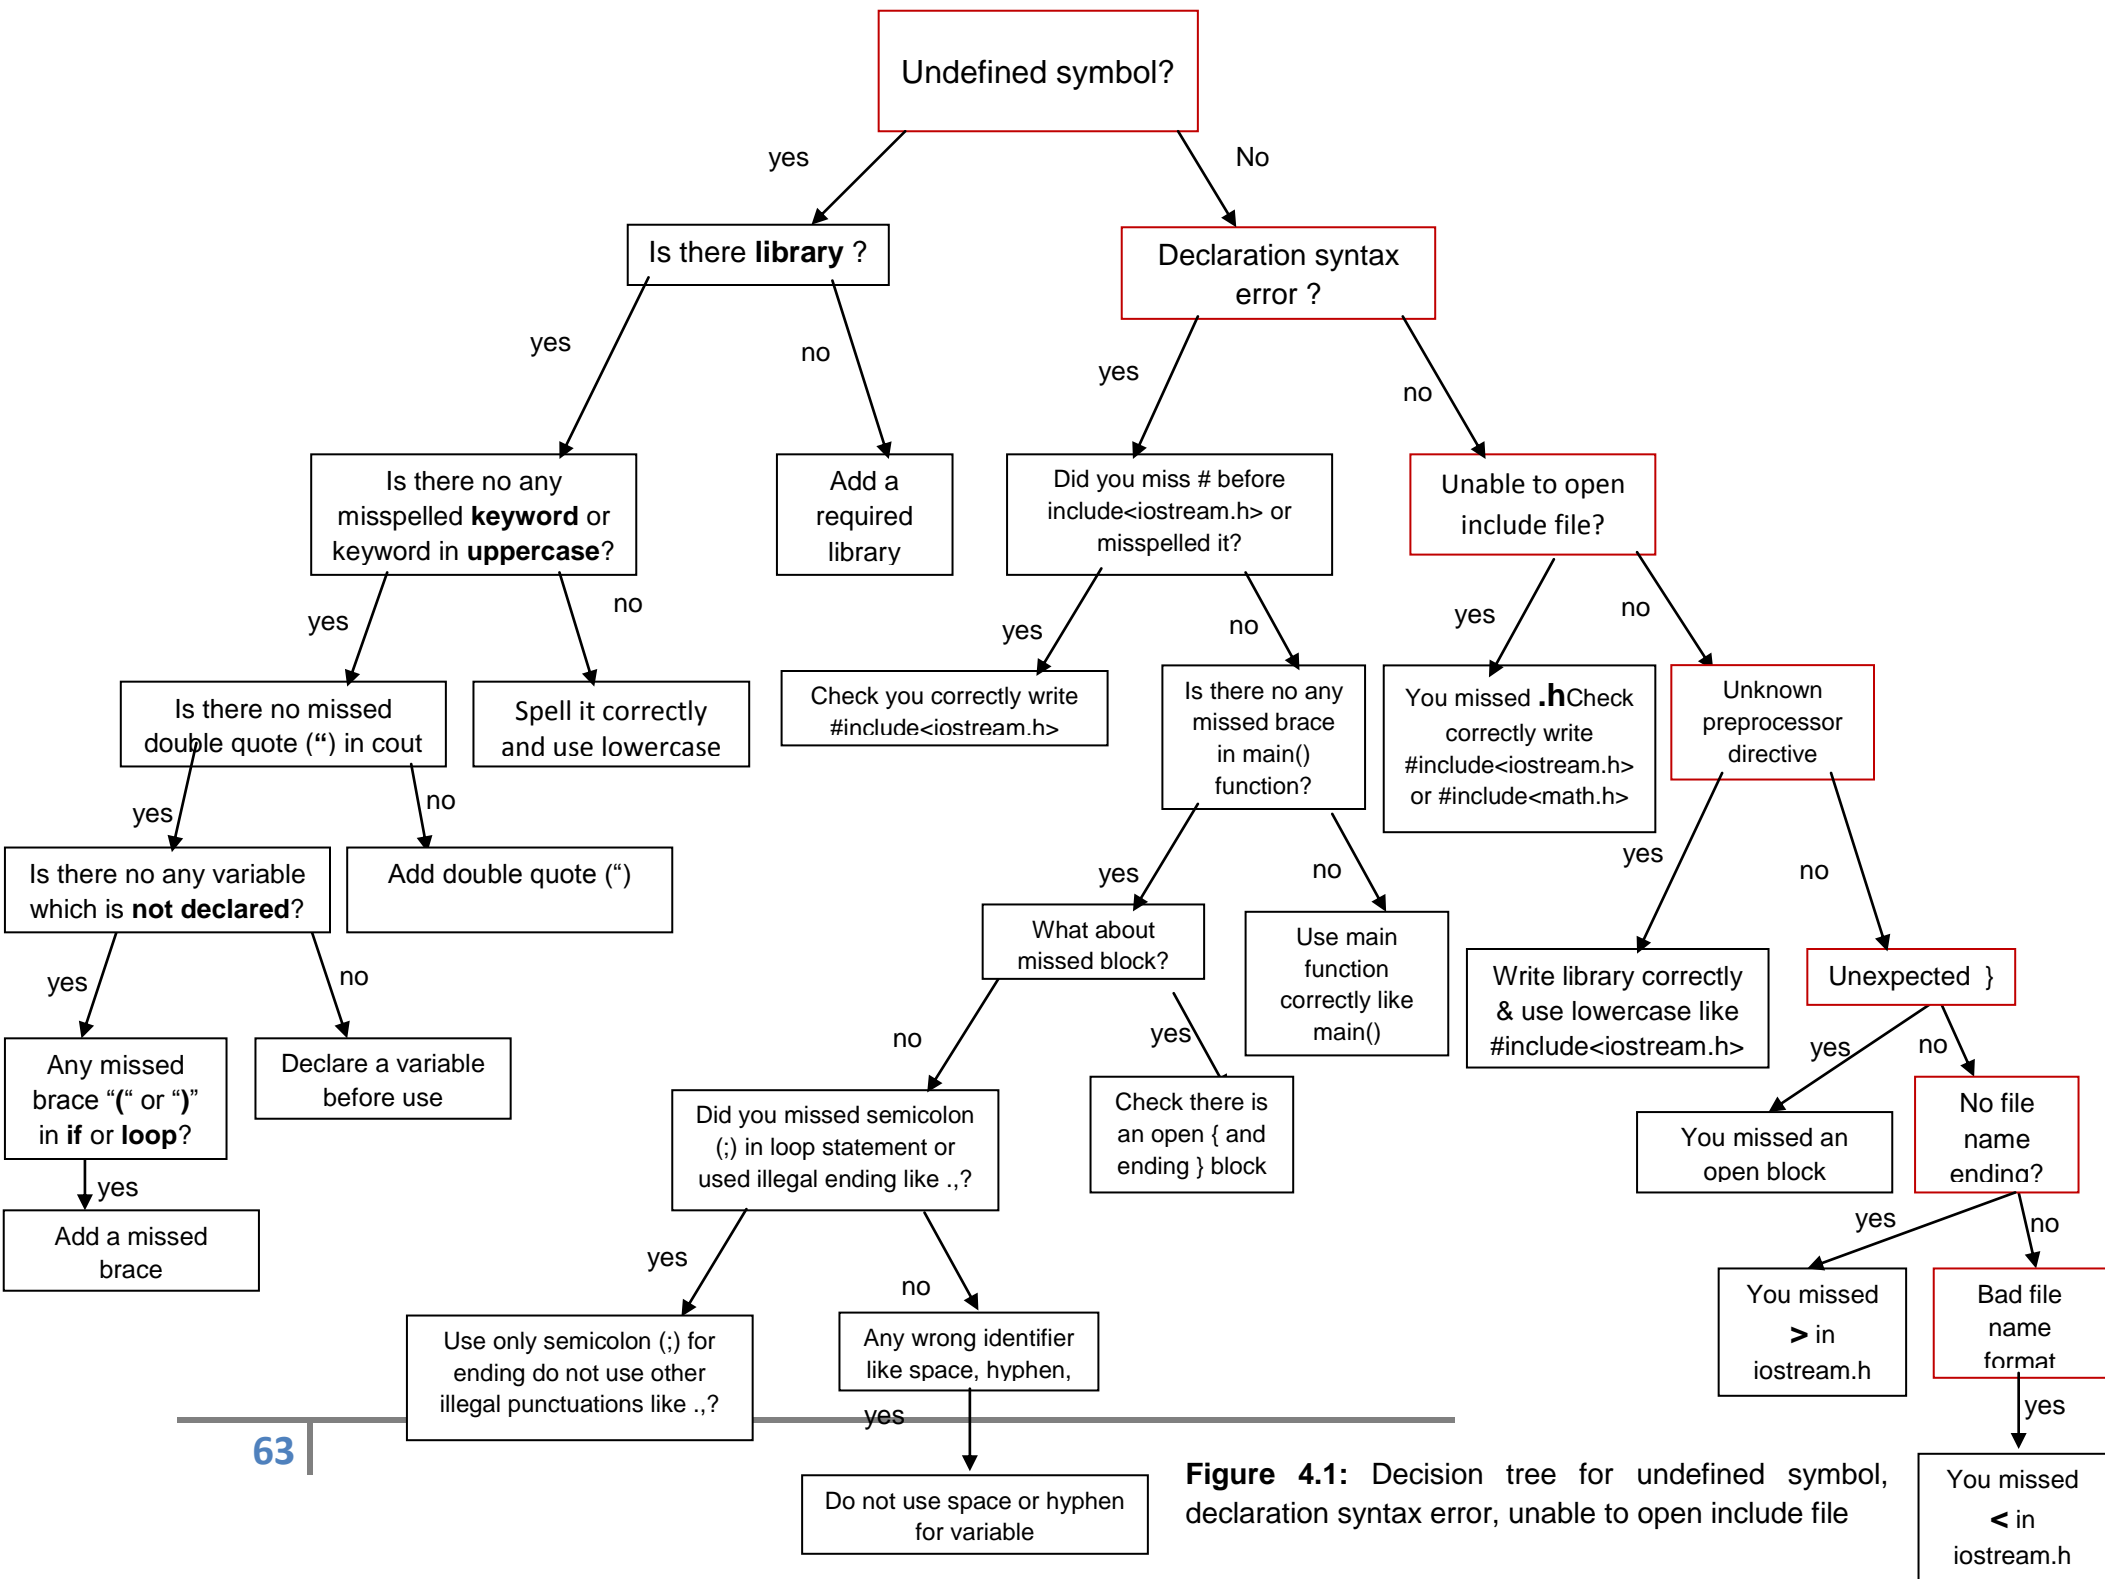 Undefined symbol?
yes
No
Is there library ?
Declaration syntax
error ?
yes
no
yes
no
Is there no any
misspelled keyword or
keyword in uppercase?
Add a
required
library
Did you miss # before
include<iostream.h> or
misspelled it?
Unable to open
include file?
yes
no
yes
no
yes
no
Is there no missed
double quote (“) in cout
Spell it correctly
and use lowercase
Check you correctly write
#include<iostream.h>
Is there no any
missed brace
in main()
function?
You missed .hCheck
correctly write
#include<iostream.h>
or #include<math.h>
Unknown
preprocessor
directive
yes
no
yes
no
yes
no
Is there no any variable
which is not declared?
Add double quote (“)
What about
missed block?
Use main
function
correctly like
main()
Write library correctly
& use lowercase like
#include<iostream.h>
Unexpected }
yes
no
no
yes
yes
no
Any missed
brace “(“ or “)”
in if or loop?
Declare a variable
before use
Did you missed semicolon
(;) in loop statement or
used illegal ending like .,?
Check there is
an open { and
ending } block
You missed an
open block
No file
name
ending?
yes
Add a missed
brace
yes
no
yes
no
Use only semicolon (;) for
ending do not use other
illegal punctuations like .,?
Any wrong identifier
like space, hyphen,
You missed
> in
iostream.h
Bad file
name
format
yes
yes
63
Do not use space or hyphen
for variable
Figure 4.1: Decision tree for undefined symbol,
declaration syntax error, unable to open include file
You missed
< in
iostream.h